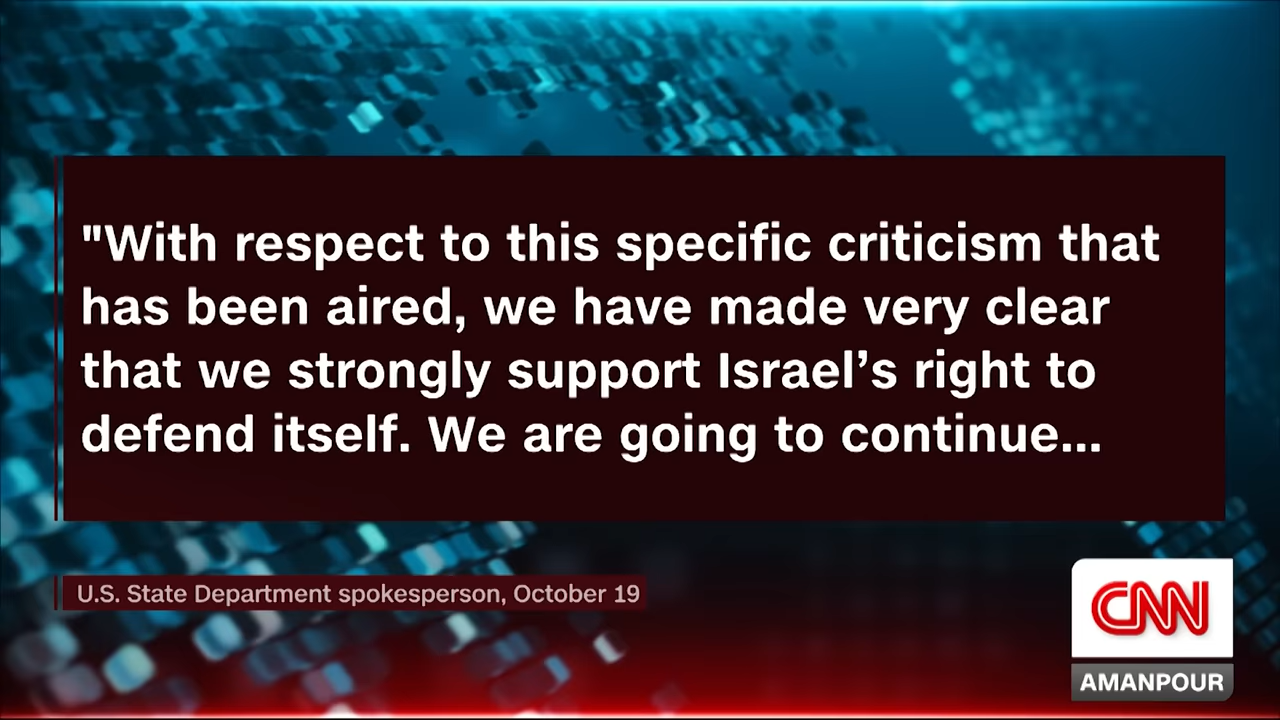 "With respect to this specific criticism that
has been aired, we have made very clear
that we strongly support Israel’s right to
defend itself. We are going to continue...
U.S. State Department spokesperson, October 19
CNN
AMANPOUR